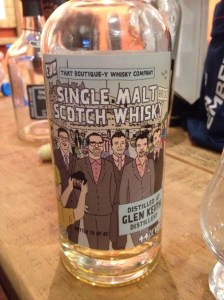 THAT BOUTIQUE-Y WHISKY COMPANY
SINGLE MALT
SCOTCH WHISKY
DISTILLED AT
GLEN KEITH
DISTILLERY